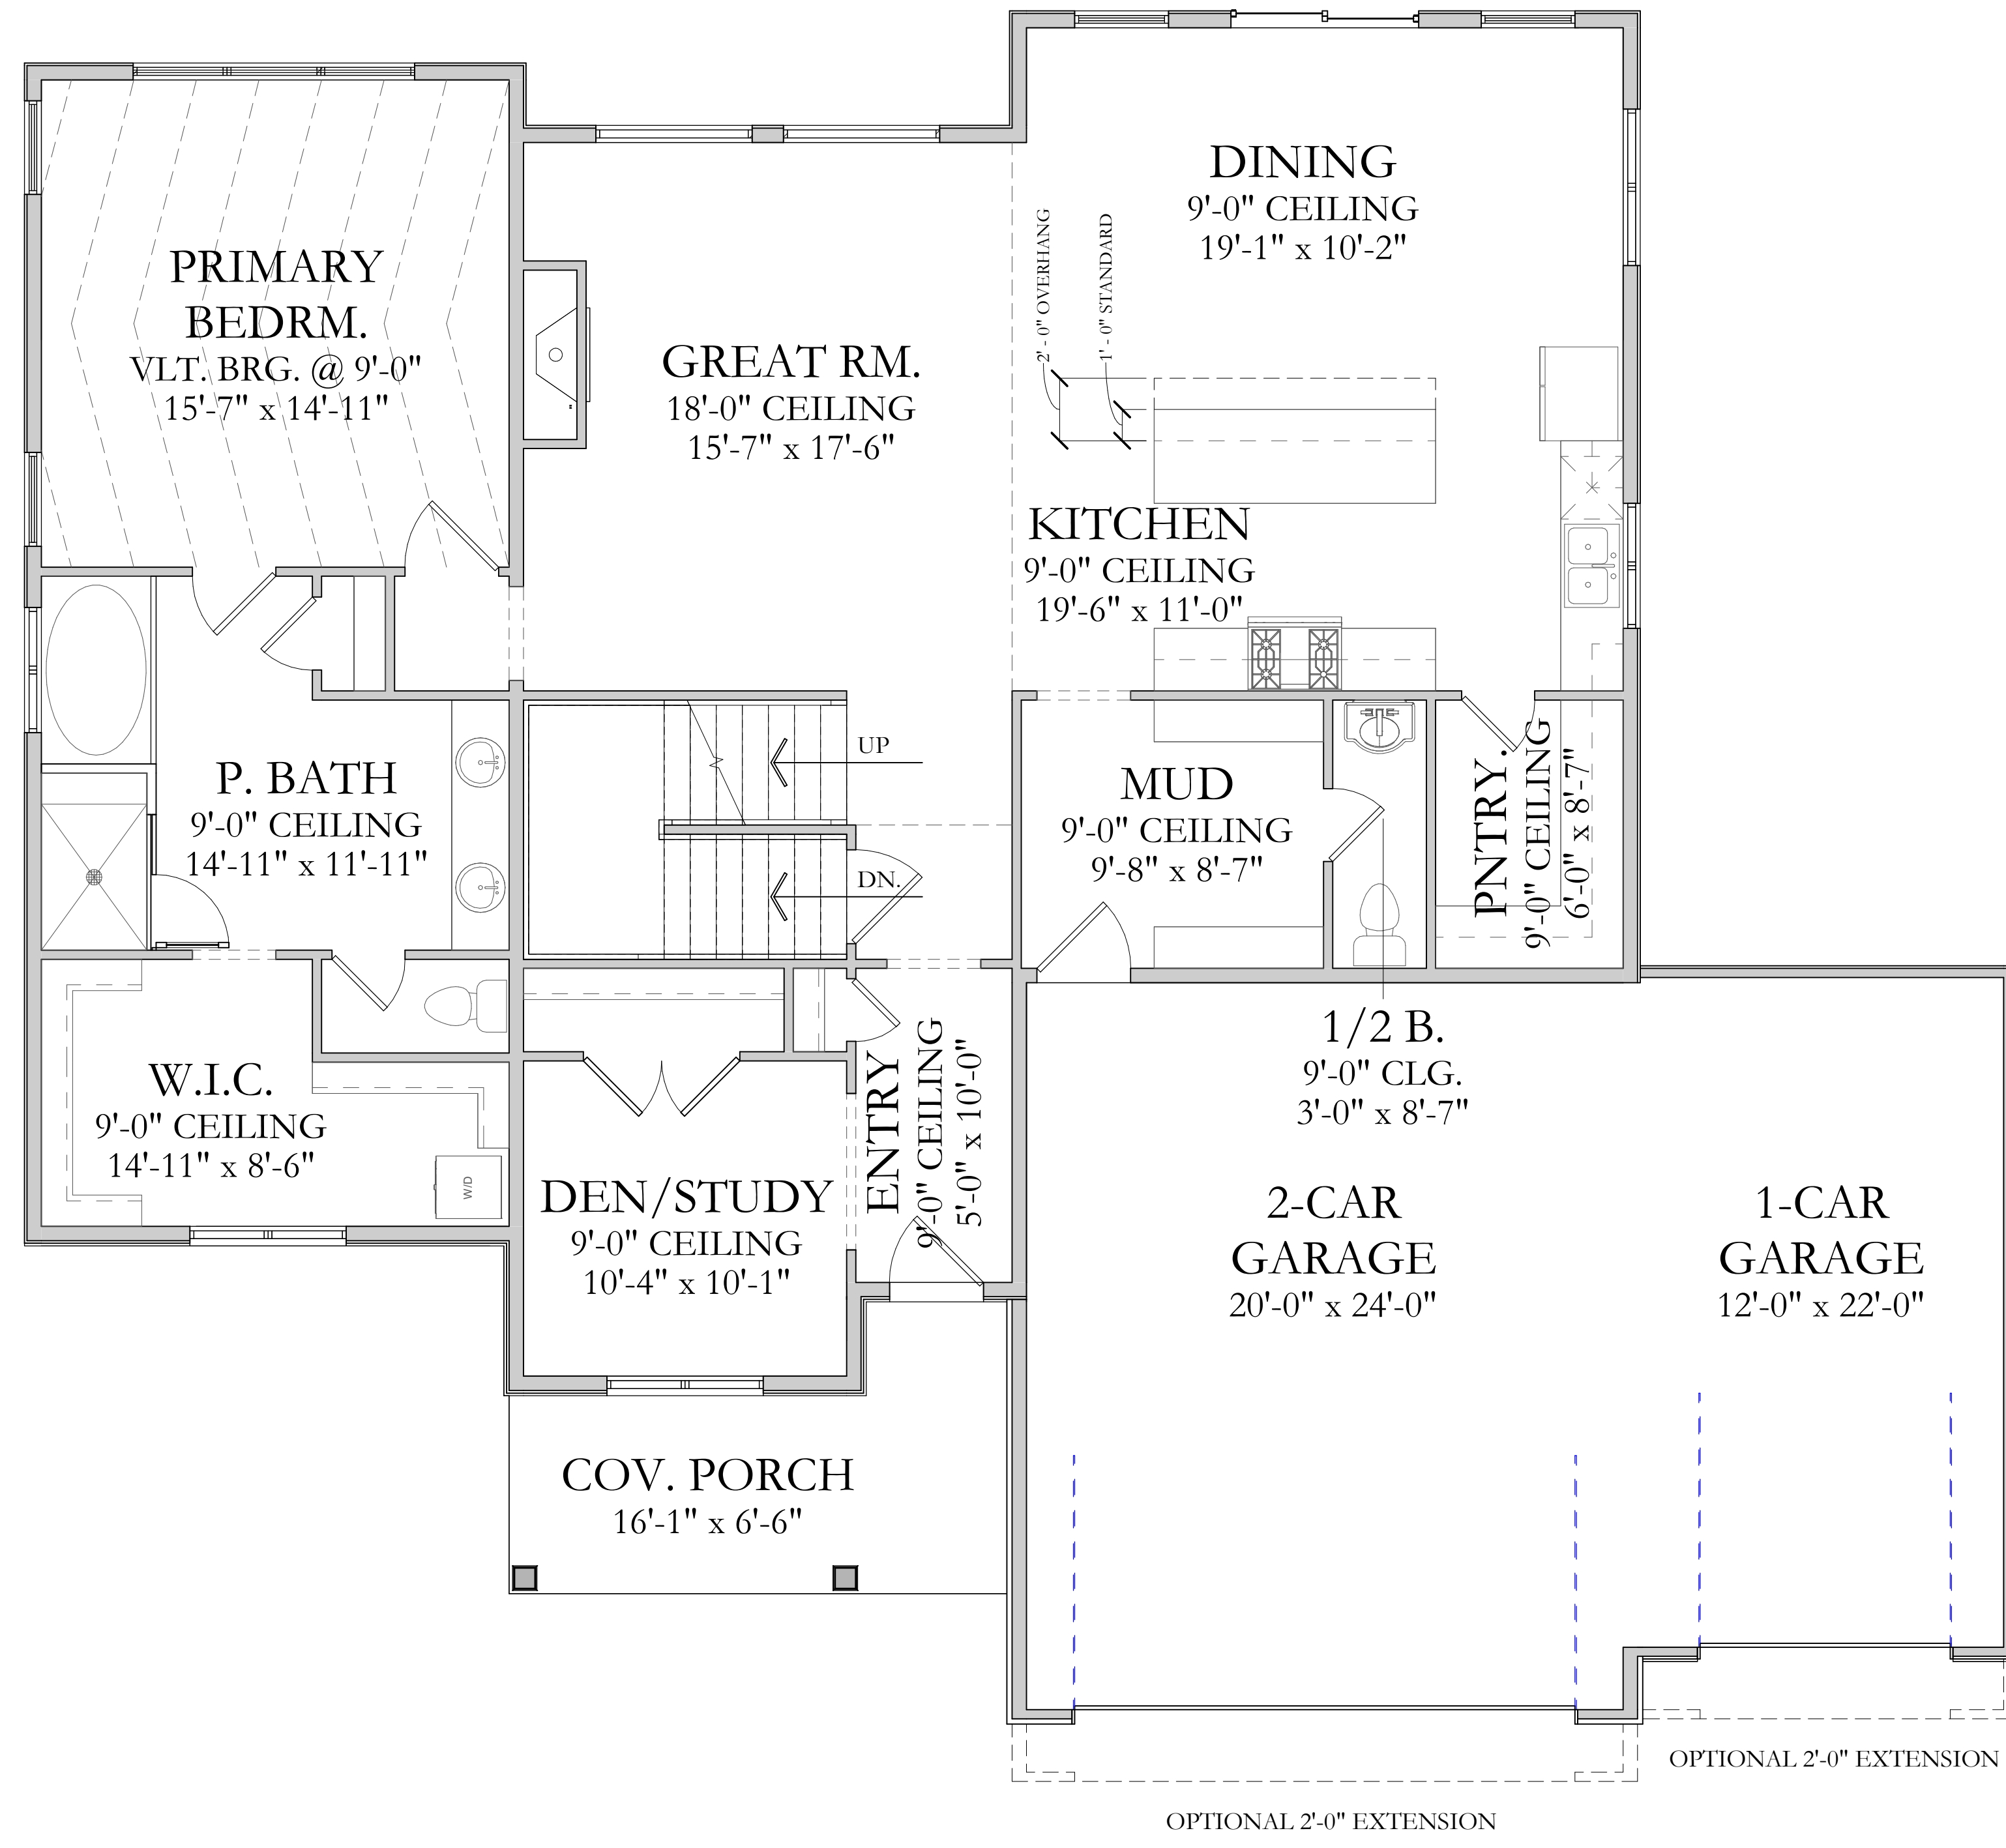 DINING
9'-0" CEILING
19'-1" x 10'-2"
2' - 0" OVERHANG
1' - 0" STANDARD
PRIMARY
BEDRM.
VLT. BRG. @ 9'-0"
15'-7" x 14'-11"
GREAT RM.
18'-0" CEILING
15'-7" x 17'-6"
KITCHEN
9'-0" CEILING
19'-6" x 11'-0"
UP
DN.
P. BATH
9'-0" CEILING
14'-11" x 11'-11"
MUD
9'-0" CEILING
9'-8" x 8'-7"
PNTRY.
9'-0" CEILING
6'-0" x 8'-7"
1/2 B.
9'-0" CLG.
3'-0" x 8'-7"
W.I.C.
9'-0" CEILING
14'-11" x 8'-6"
W/D
DEN/STUDY
9'-0" CEILING
10'-4" x 10'-1"
ENTRY
9'-0" CEILING
5'-0" x 10'-0"
2-CAR
GARAGE
20'-0" x 24'-0"
1-CAR
GARAGE
12'-0" x 22'-0"
COV. PORCH
16'-1" x 6'-6"
OPTIONAL 2'-0" EXTENSION
OPTIONAL 2'-0" EXTENSION